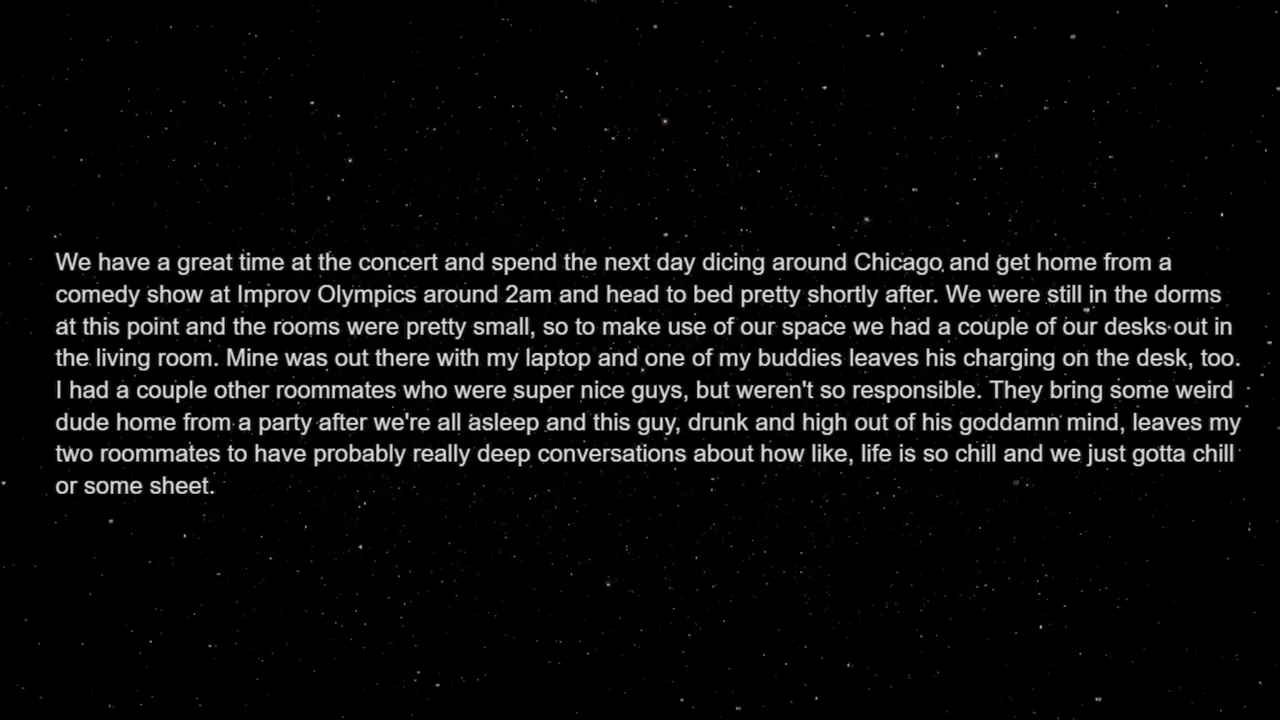 We have a great time at the concert and spend the next day dicing around Chicago and get home from a
comedy show at Improv Olympics around 2am and head to bed pretty shortly after. We were still in the dorms
at this point and the rooms were pretty small, so to make use of our space we had a couple of our desks out in
the living room. Mine was out there with my laptop and one of my buddies leaves his charging on the desk, too.
I had a couple other roommates who were super nice guys, but weren't so responsible. They bring some weird
dude home from a party after we're all asleep and this guy, drunk and high out of his goddamn mind, leaves my
two roommates to have probably really deep conversations about how like, life is so chill and we just gotta chill
or some sheet.